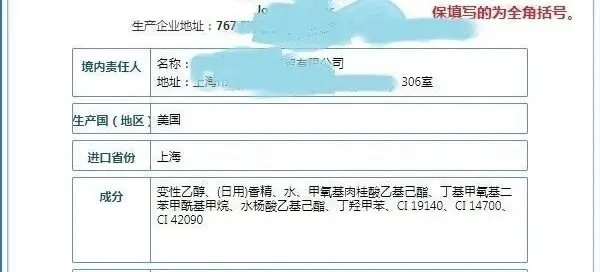 Jo
保填写的为全角括号。
生产企业地址：767
境内责任人
名称：
有限公司
地址：上海市
306室
生产国（地区）
美国
进口省份
上海
成分
变性乙醇、(日用)香精、水、甲氧基肉桂酸乙基己酯、丁基甲氧基二
苯甲酰基甲烷、水杨酸乙基己酯、丁羟甲苯、CI 19140、CI 14700、
CI 42090